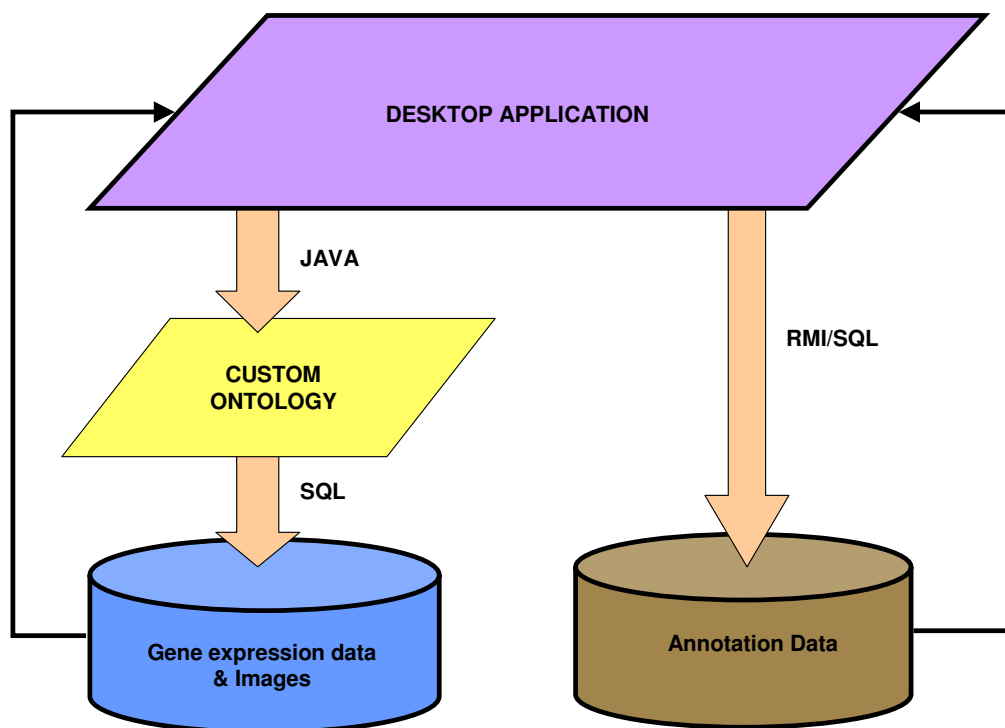 DESKTOP APPLICATION
JAVA
RMI/SQL
CUSTOM
ONTOLOGY
SQL
Gene expression data
& Images
Annotation Data